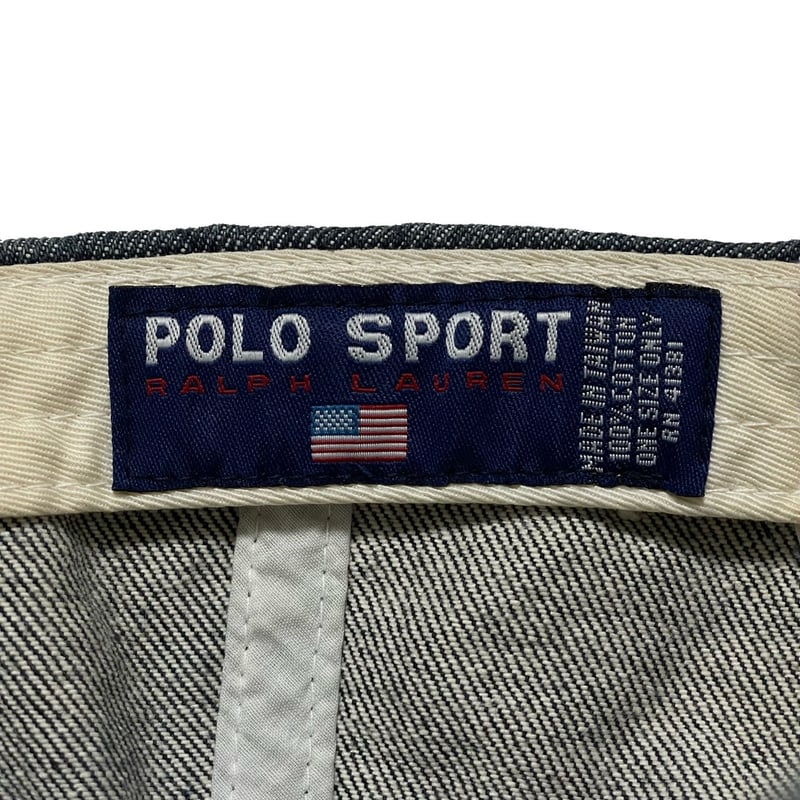 POLO SPORT
RALPH LAUREN
MADE IN TAIWAN
100% COTTON
ONE SIZE ONLY
RN 41381